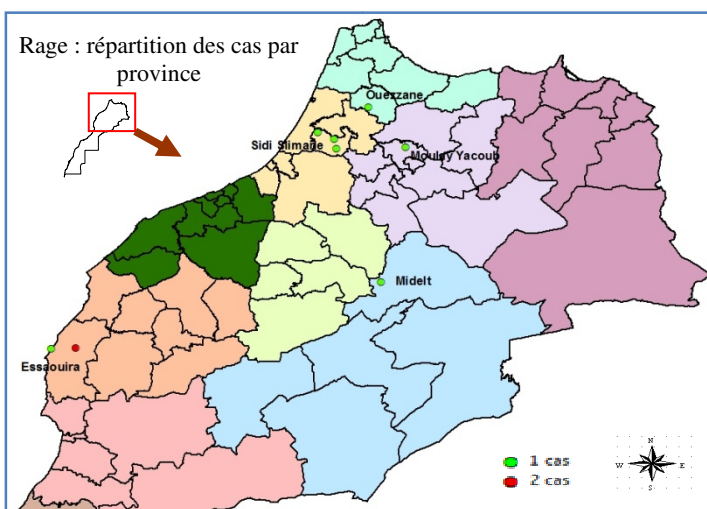 Rage : répartition des cas par
province
Ouezzane
Sidi Slimane
Moulay Yacoub
Midelt
Essaouira
1 cas
2 cas
N
W E
S